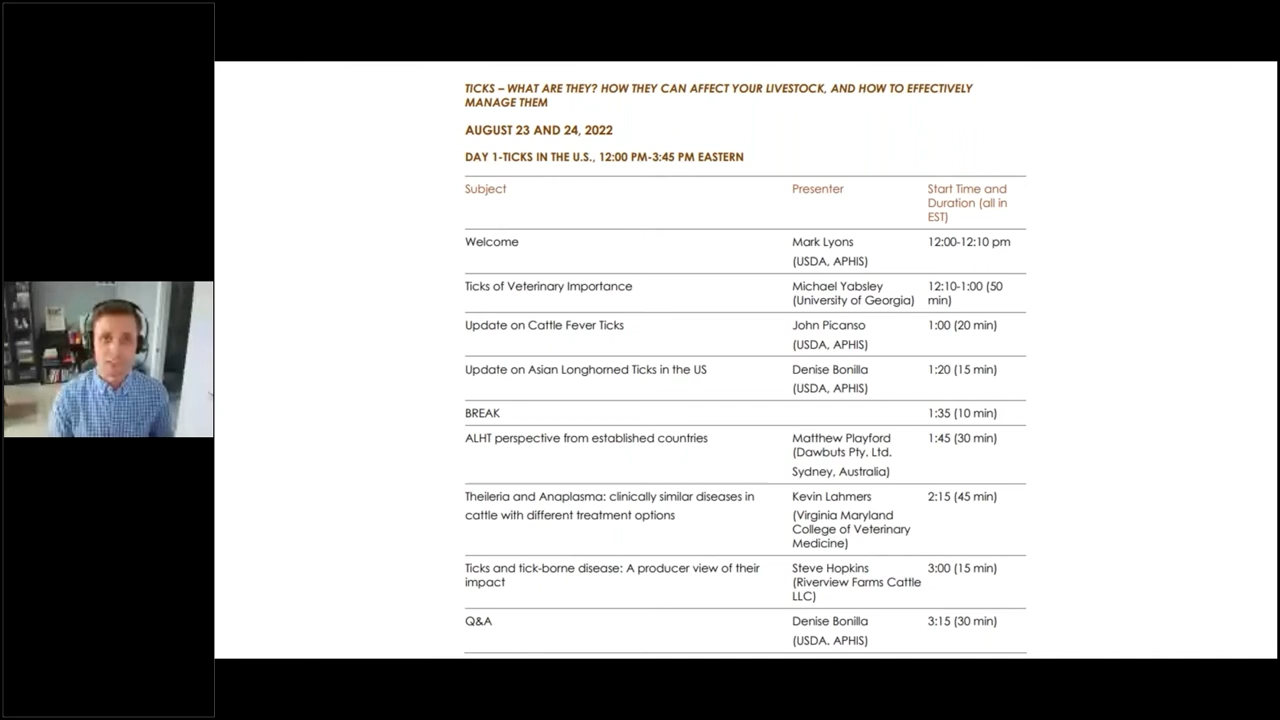 TICKS – WHAT ARE THEY? HOW THEY CAN AFFECT YOUR LIVESTOCK, AND HOW TO EFFECTIVELY
MANAGE THEM
AUGUST 23 AND 24, 2022
DAY 1-TICKS IN THE U.S., 12:00 PM-3:45 PM EASTERN
Subject
Presenter
Start Time and
Duration (all in
EST)
Welcome
Mark Lyons
(USDA, APHIS)
12:00-12:10 pm
Ticks of Veterinary Importance
Michael Yabsley
(University of Georgia)
12:10-1:00 (50
min)
Update on Cattle Fever Ticks
John Picanso
(USDA, APHIS)
1:00 (20 min)
Update on Asian Longhorned Ticks in the US
Denise Bonilla
(USDA, APHIS)
1:20 (15 min)
BREAK
1:35 (10 min)
ALHT perspective from established countries
Matthew Playford
(Dawbuts Pty. Ltd.
Sydney, Australia)
1:45 (30 min)
Theileria and Anaplasma: clinically similar diseases in
cattle with different treatment options
Kevin Lahmers
(Virginia Maryland
College of Veterinary
Medicine)
2:15 (45 min)
Ticks and tick-borne disease: A producer view of their
impact
Steve Hopkins
(Riverview Farms Cattle
LLC)
3:00 (15 min)
Q&A
Denise Bonilla
(USDA. APHIS)
3:15 (30 min)